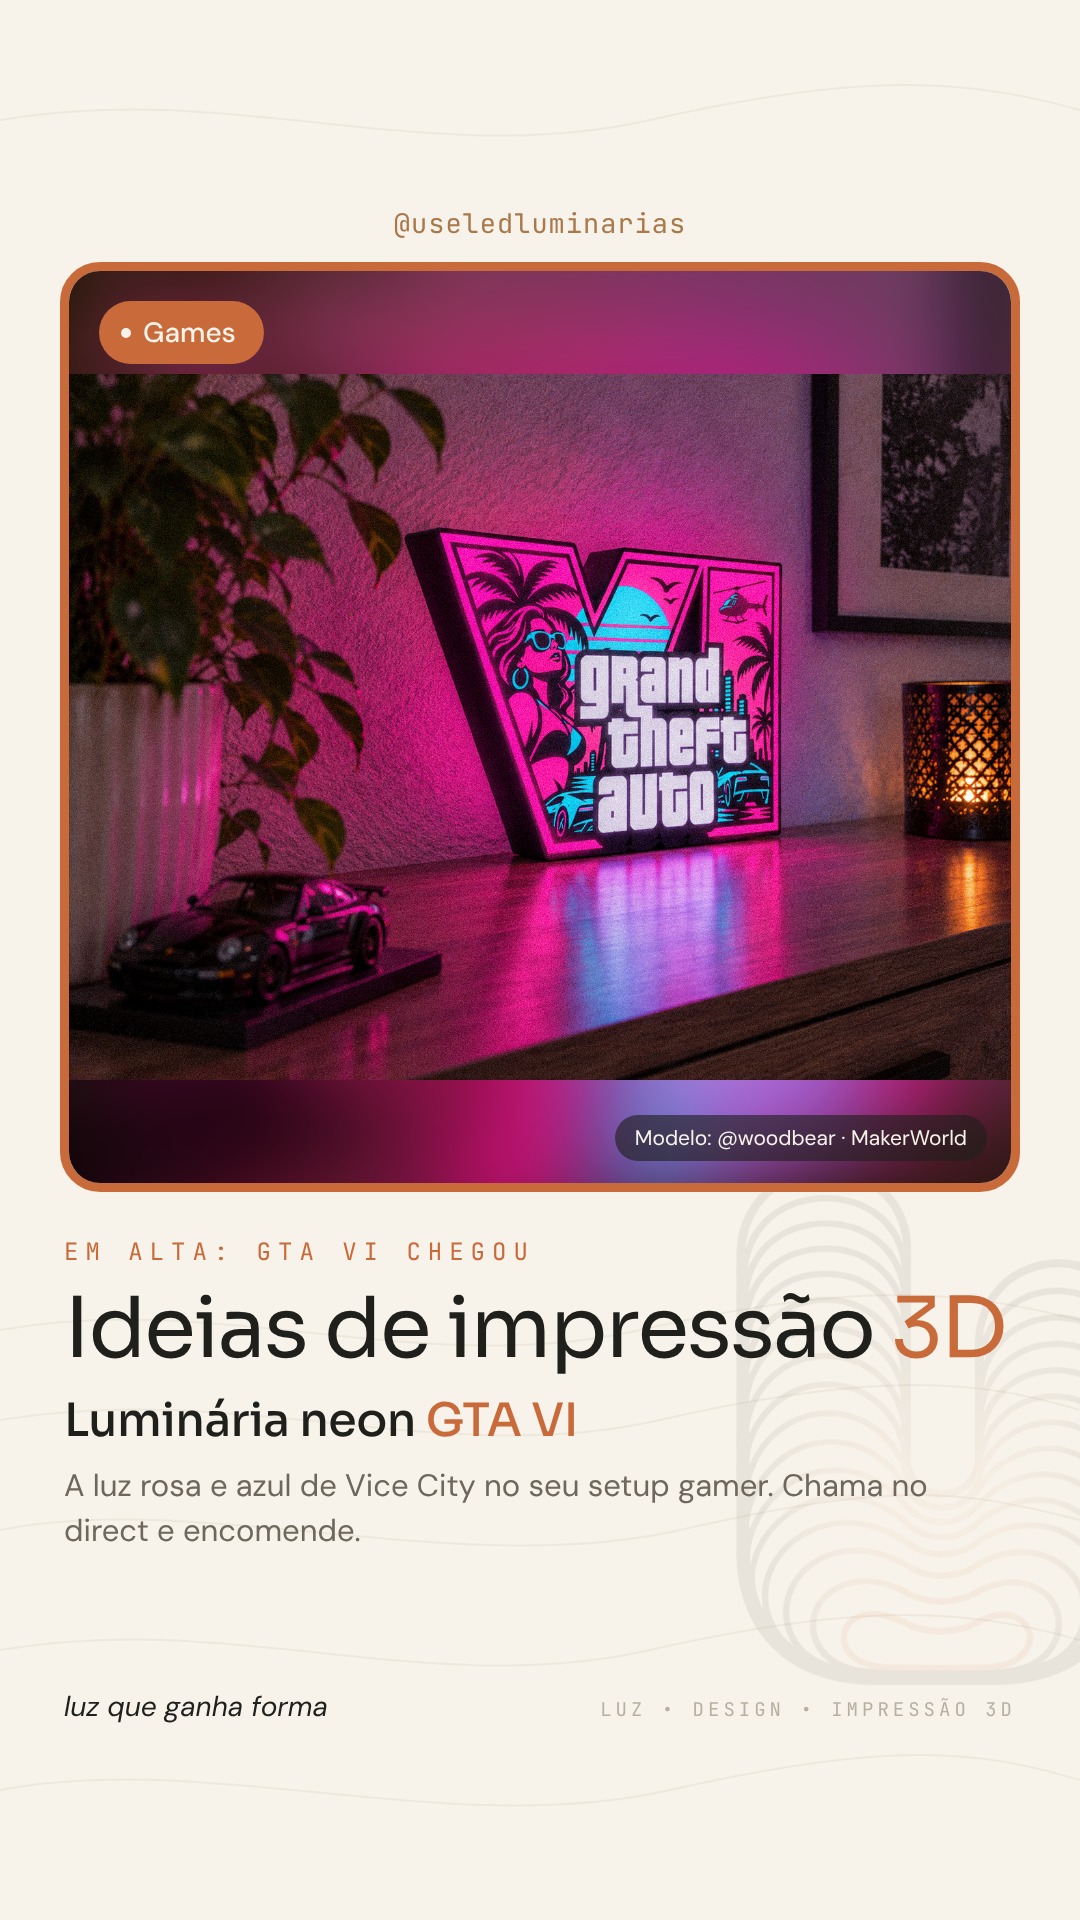 @useledluminarias
• Games
grand
theft
auto
Modelo: @woodbear · MakerWorld
EM ALTA: GTA VI CHEGOU
Ideias de impressão 3D
Luminária neon GTA VI
A luz rosa e azul de Vice City no seu setup gamer. Chama no
direct e encomende.
luz que ganha forma
LUZ • DESIGN • IMPRESSÃO 3D